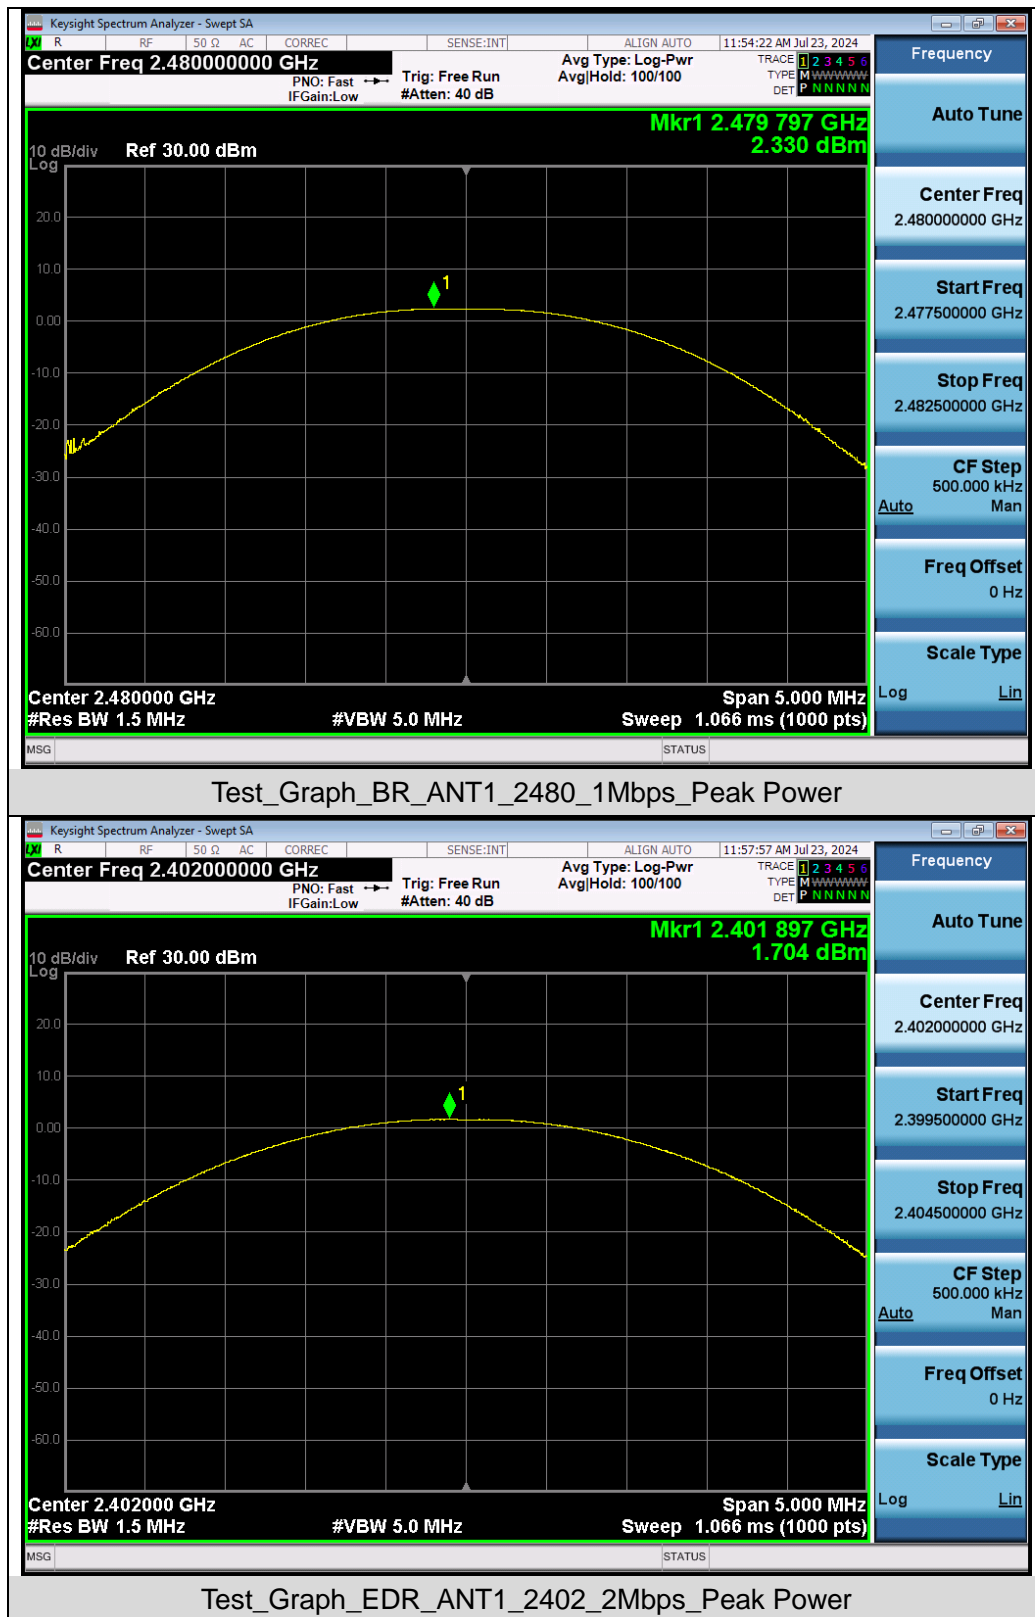 Keysight Spectrum Analyzer - Swept SA
LXI R RF 50 Ω AC CORREC SENSE:INT ALIGN AUTO 11:54:22 AM Jul 23, 2024
Center Freq 2.480000000 GHz
PNO: Fast
IFGain:Low
Trig: Free Run
#Atten: 40 dB
Avg Type: Log-Pwr
Avg|Hold: 100/100
TRACE 1 2 3 4 5 6
TYPE M WWWWW
DET P N N N N N
Mkr1 2.479 797 GHz
2.330 dBm
10 dB/div Ref 30.00 dBm
Log
20.0
10.0
1
0.00
-10.0
-20.0
-30.0
-40.0
-50.0
-60.0
Center 2.480000 GHz Span 5.000 MHz
#Res BW 1.5 MHz #VBW 5.0 MHz Sweep 1.066 ms (1000 pts)
MSG STATUS
Frequency
Auto Tune
Center Freq
2.480000000 GHz
Start Freq
2.477500000 GHz
Stop Freq
2.482500000 GHz
CF Step
500.000 kHz
Auto Man
Freq Offset
0 Hz
Scale Type
Log Lin
Test_Graph_BR_ANT1_2480_1Mbps_Peak Power
Keysight Spectrum Analyzer - Swept SA
LXI R RF 50 Ω AC CORREC SENSE:INT ALIGN AUTO 11:57:57 AM Jul 23, 2024
Center Freq 2.402000000 GHz
PNO: Fast
IFGain:Low
Trig: Free Run
#Atten: 40 dB
Avg Type: Log-Pwr
Avg|Hold: 100/100
TRACE 1 2 3 4 5 6
TYPE M WWWWW
DET P N N N N N
Mkr1 2.401 897 GHz
1.704 dBm
10 dB/div Ref 30.00 dBm
Log
20.0
10.0
1
0.00
-10.0
-20.0
-30.0
-40.0
-50.0
-60.0
Center 2.402000 GHz Span 5.000 MHz
#Res BW 1.5 MHz #VBW 5.0 MHz Sweep 1.066 ms (1000 pts)
MSG STATUS
Frequency
Auto Tune
Center Freq
2.402000000 GHz
Start Freq
2.399500000 GHz
Stop Freq
2.404500000 GHz
CF Step
500.000 kHz
Auto Man
Freq Offset
0 Hz
Scale Type
Log Lin
Test_Graph_EDR_ANT1_2402_2Mbps_Peak Power